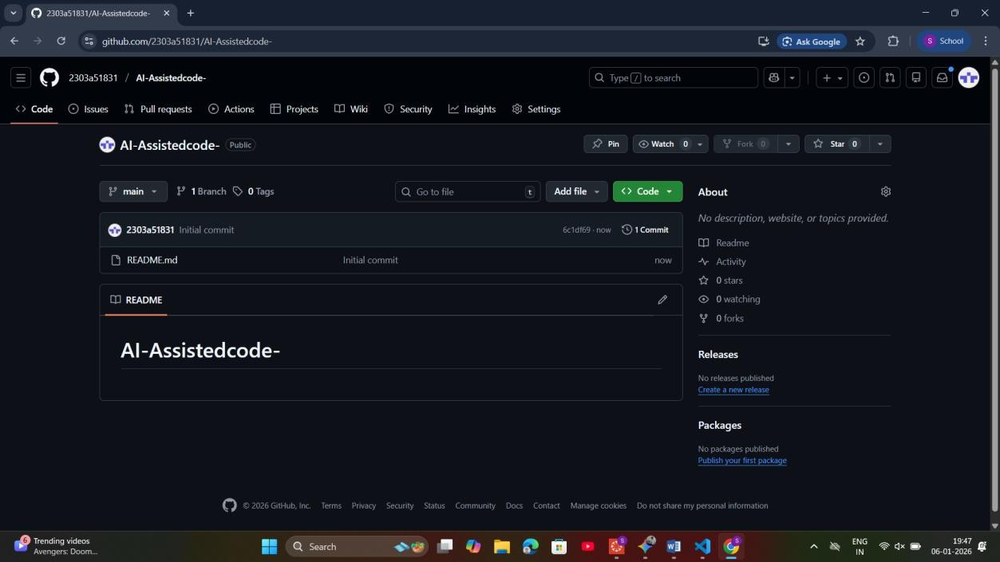 2303a51831/AI-Assistedcode-
github.com/2303a51831/AI-Assistedcode-
Ask Google
S School
2303a51831 / AI-Assistedcode-
Type / to search
Code Issues Pull requests Actions Projects Wiki Security Insights Settings
AI-Assistedcode- Public
Pin Watch 0 Fork 0 Star 0
main 1 Branch 0 Tags
Go to file t
Add file
Code
2303a51831 Initial commit
6c1df69 · now 1 Commit
README.md Initial commit now
README
AI-Assistedcode-
About
No description, website, or topics provided.
Readme
Activity
0 stars
0 watching
0 forks
Releases
No releases published
Create a new release
Packages
No packages published
Publish your first package
© 2026 GitHub, Inc. Terms Privacy Security Status Community Docs Contact Manage cookies Do not share my personal information
6 Trending videos
Avengers: Doom...
Search
ENG
IN
19:47
06-01-2026